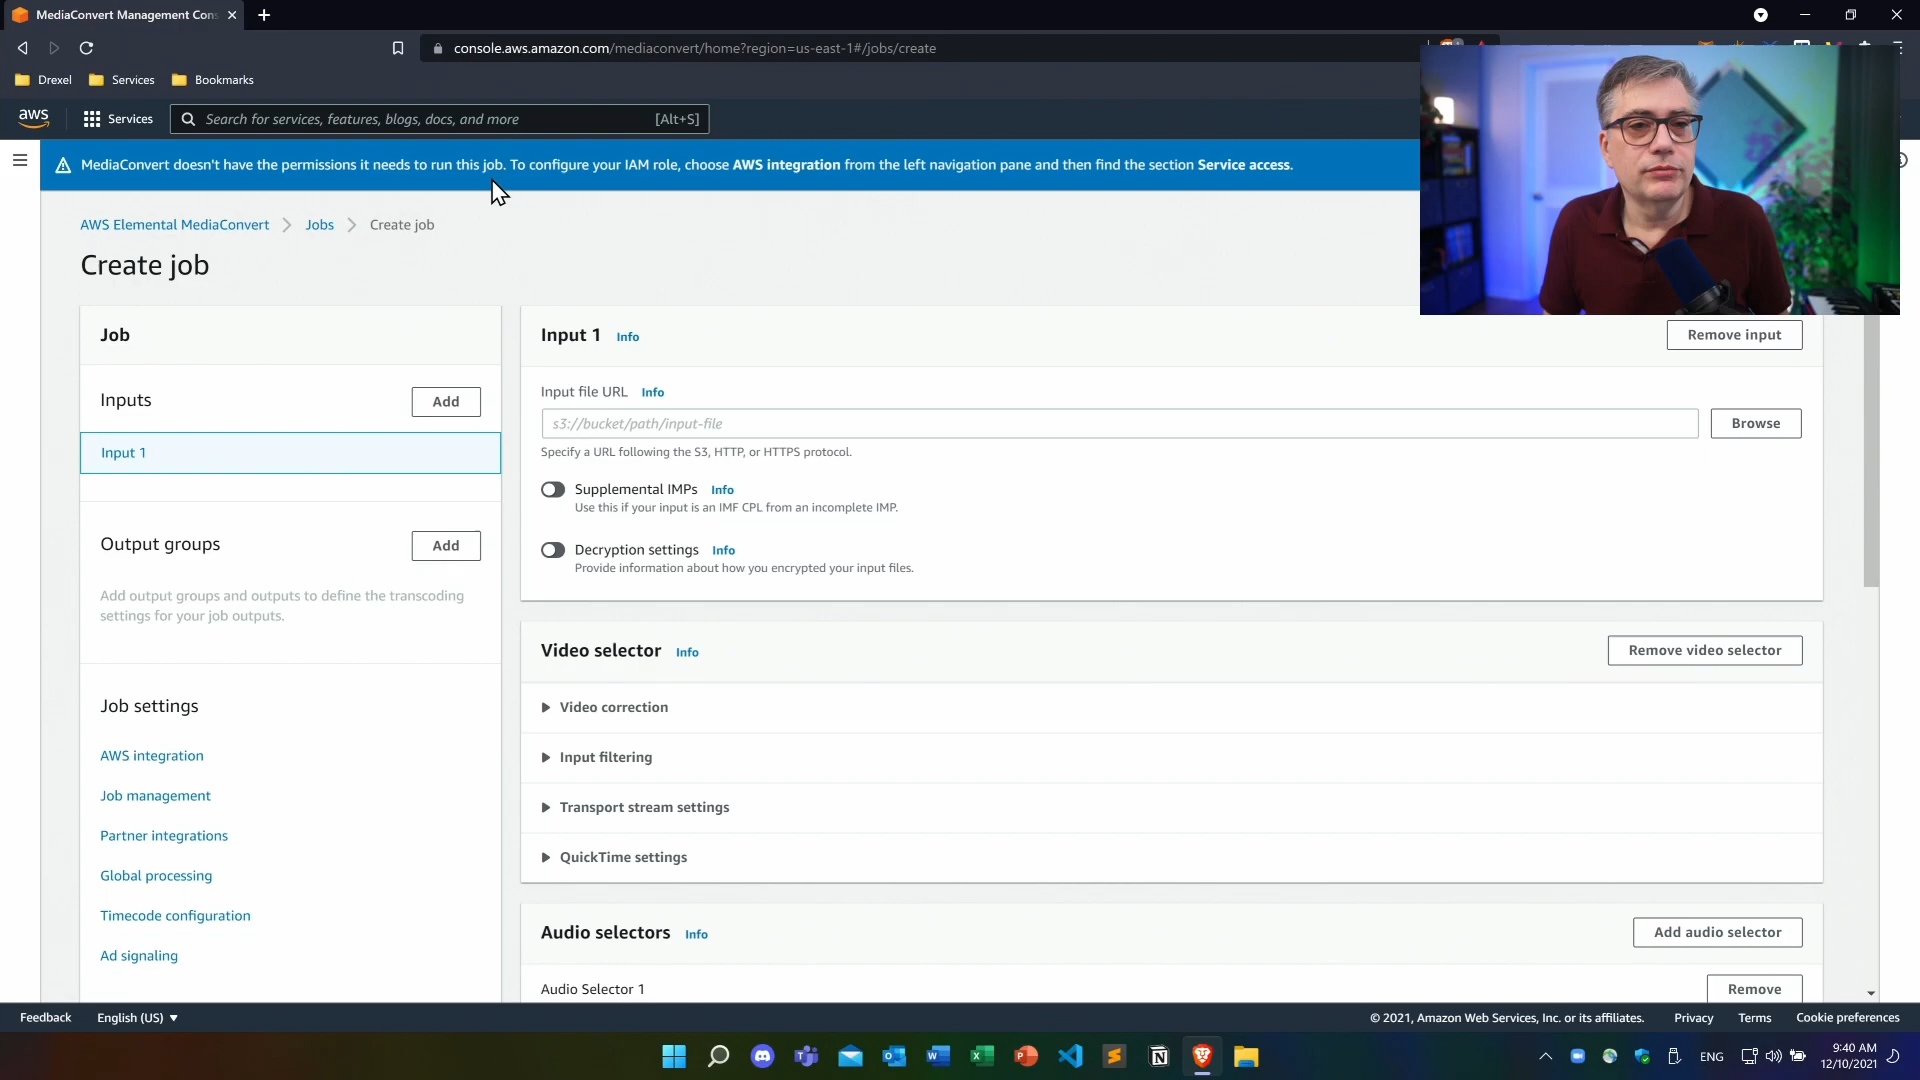 MediaConvert Management Con
console.aws.amazon.com/mediaconvert/home?region=us-east-1#/jobs/create
Drexel
Services
Bookmarks
aws
Services
Search for services, features, blogs, docs, and more
[Alt+S]
MediaConvert doesn't have the permissions it needs to run this job. To configure your IAM role, choose AWS integration from the left navigation pane and then find the section Service access.
AWS Elemental MediaConvert
Jobs
Create job
Create job
Job
Inputs
Add
Input 1
Output groups
Add
Add output groups and outputs to define the transcoding
settings for your job outputs.
Job settings
AWS integration
Job management
Partner integrations
Global processing
Timecode configuration
Ad signaling
Input 1 Info
Remove input
Input file URL Info
s3://bucket/path/input-file
Browse
Specify a URL following the S3, HTTP, or HTTPS protocol.
Supplemental IMPs Info
Use this if your input is an IMF CPL from an incomplete IMP.
Decryption settings Info
Provide information about how you encrypted your input files.
Video selector Info
Remove video selector
Video correction
Input filtering
Transport stream settings
QuickTime settings
Audio selectors Info
Add audio selector
Audio Selector 1
Remove
Feedback
English (US)
© 2021, Amazon Web Services, Inc. or its affiliates.
Privacy
Terms
Cookie preferences
ENG
9:40 AM
12/10/2021